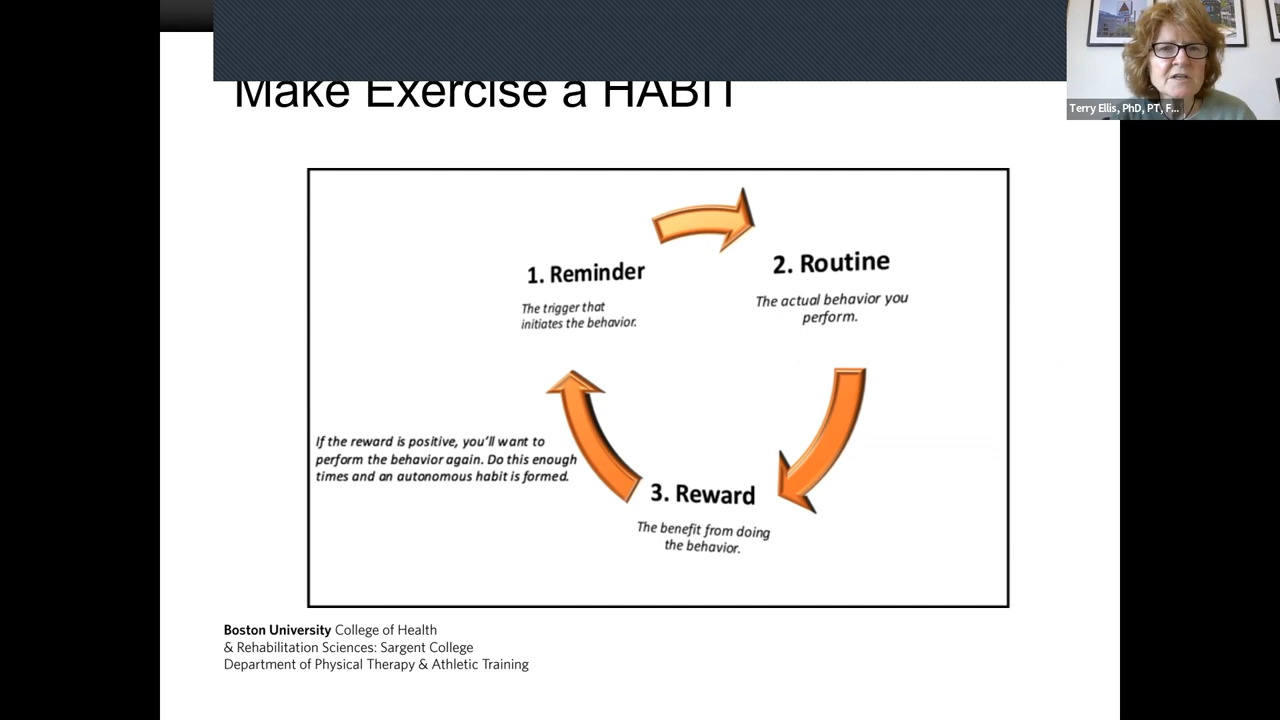 Make Exercise a HABIT
Terry Ellis, PhD, PT, F...
1. Reminder
The trigger that
initiates the behavior.
2. Routine
The actual behavior you
perform.
If the reward is positive, you'll want to
perform the behavior again. Do this enough
times and an autonomous habit is formed.
3. Reward
The benefit from doing
the behavior.
Boston University College of Health
& Rehabilitation Sciences: Sargent College
Department of Physical Therapy & Athletic Training